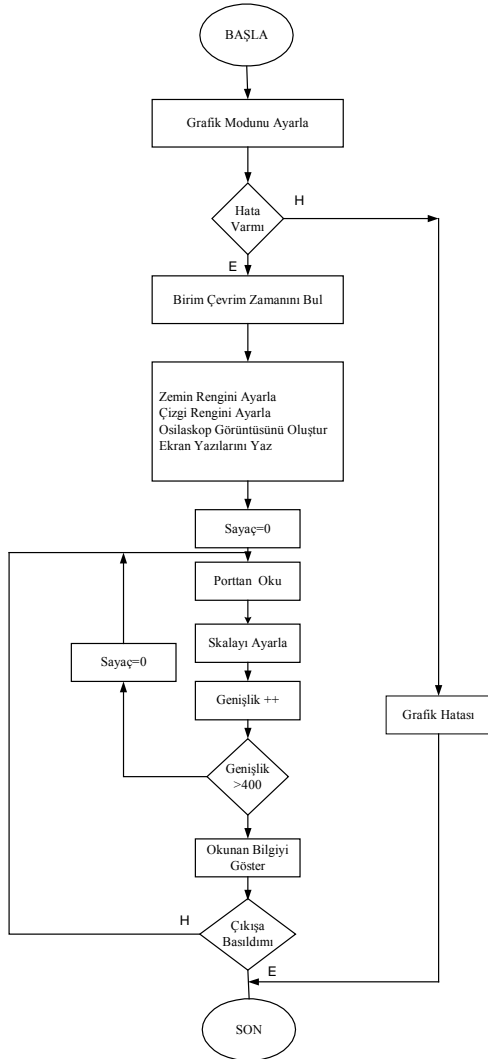 BAŞLA
Grafik Modunu Ayarla
Hata
Varmı
H
E
Birim Çevrim Zamanını Bul
Zemin Rengini Ayarla
Çizgi Rengini Ayarla
Osilaskop Görüntüsünü Oluştur
Ekran Yazılarını Yaz
Sayaç=0
Porttan Oku
Skalayı Ayarla
Sayaç=0
Genişlik ++
Grafik Hatası
Genişlik
>400
Okunan Bilgiyi
Göster
H
Çıkışa
Basıldımı
E
SON